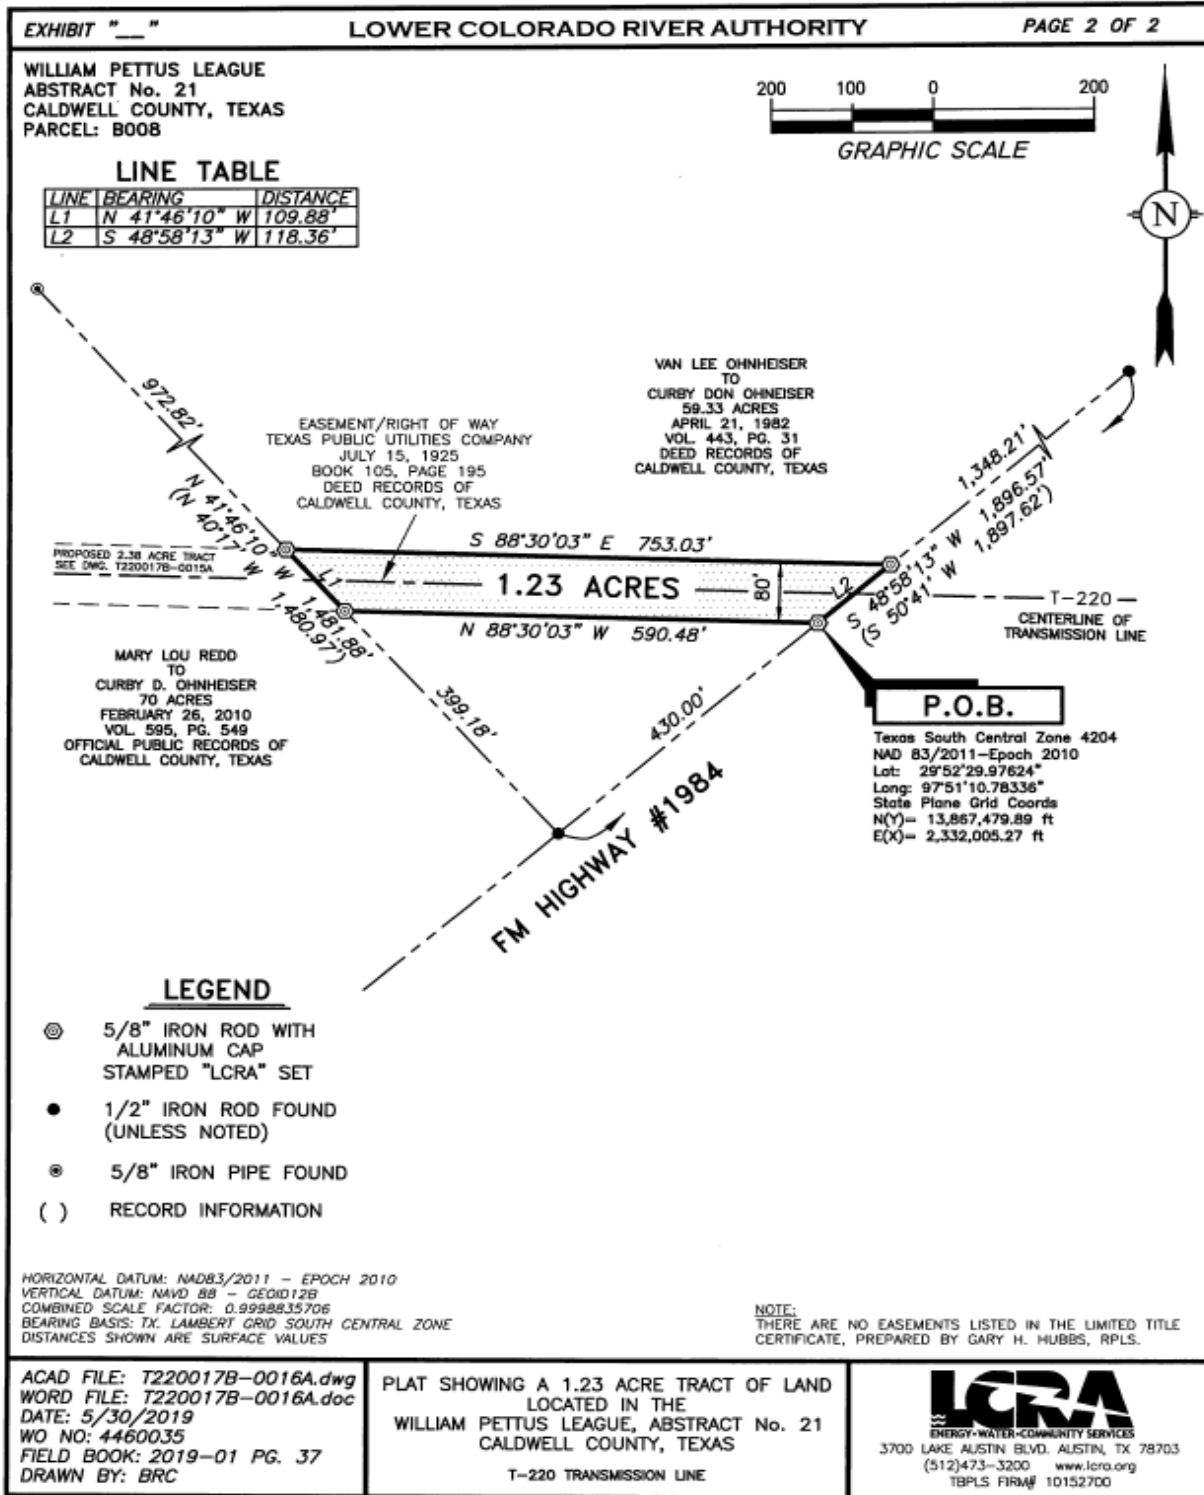 EXHIBIT "__"
LOWER COLORADO RIVER AUTHORITY
PAGE 2 OF 2
WILLIAM PETTUS LEAGUE
ABSTRACT No. 21
CALDWELL COUNTY, TEXAS
PARCEL: B008
200 100 0 200
GRAPHIC SCALE
N
LINE TABLE
LINE BEARING DISTANCE
L1 N 41°46'10" W 109.88'
L2 S 48°58'13" W 118.36'
972.82'
N 41°46'10" W
(N 40°17' W
1,481.88'
1,480.97')
EASEMENT/RIGHT OF WAY
TEXAS PUBLIC UTILITIES COMPANY
JULY 15, 1925
BOOK 105, PAGE 195
DEED RECORDS OF
CALDWELL COUNTY, TEXAS
VAN LEE OHNHEISER
TO
CURBY DON OHNEISER
59.33 ACRES
APRIL 21, 1982
VOL. 443, PG. 31
DEED RECORDS OF
CALDWELL COUNTY, TEXAS
1,348.21'
S 48°58'13" W 1,896.57'
(S 50°41' W 1,897.62')
PROPOSED 2.38 ACRE TRACT
SEE DWG. T220017B-0015A
S 88°30'03" E 753.03'
L1
1.23 ACRES
80'
L2
N 88°30'03" W 590.48'
T-220
CENTERLINE OF
TRANSMISSION LINE
MARY LOU REDD
TO
CURBY D. OHNHEISER
70 ACRES
FEBRUARY 26, 2010
VOL. 595, PG. 549
OFFICIAL PUBLIC RECORDS OF
CALDWELL COUNTY, TEXAS
399.18'
430.00'
FM HIGHWAY #1984
P.O.B.
Texas South Central Zone 4204
NAD 83/2011-Epoch 2010
Lat: 29°52'29.97624"
Long: 97°51'10.78336"
State Plane Grid Coords
N(Y)= 13,867,479.89 ft
E(X)= 2,332,005.27 ft
LEGEND
5/8" IRON ROD WITH
ALUMINUM CAP
STAMPED "LCRA" SET
1/2" IRON ROD FOUND
(UNLESS NOTED)
5/8" IRON PIPE FOUND
( ) RECORD INFORMATION
HORIZONTAL DATUM: NAD83/2011 - EPOCH 2010
VERTICAL DATUM: NAVD 88 - GEOID12B
COMBINED SCALE FACTOR: 0.9998835706
BEARING BASIS: TX. LAMBERT GRID SOUTH CENTRAL ZONE
DISTANCES SHOWN ARE SURFACE VALUES
NOTE:
THERE ARE NO EASEMENTS LISTED IN THE LIMITED TITLE
CERTIFICATE, PREPARED BY GARY H. HUBBS, RPLS.
ACAD FILE: T220017B-0016A.dwg
WORD FILE: T220017B-0016A.doc
DATE: 5/30/2019
WO NO: 4460035
FIELD BOOK: 2019-01 PG. 37
DRAWN BY: BRC
PLAT SHOWING A 1.23 ACRE TRACT OF LAND
LOCATED IN THE
WILLIAM PETTUS LEAGUE, ABSTRACT No. 21
CALDWELL COUNTY, TEXAS
T-220 TRANSMISSION LINE
LCRA
ENERGY•WATER•COMMUNITY SERVICES
3700 LAKE AUSTIN BLVD. AUSTIN, TX 78703
(512)473-3200 www.lcra.org
TBPLS FIRM# 10152700